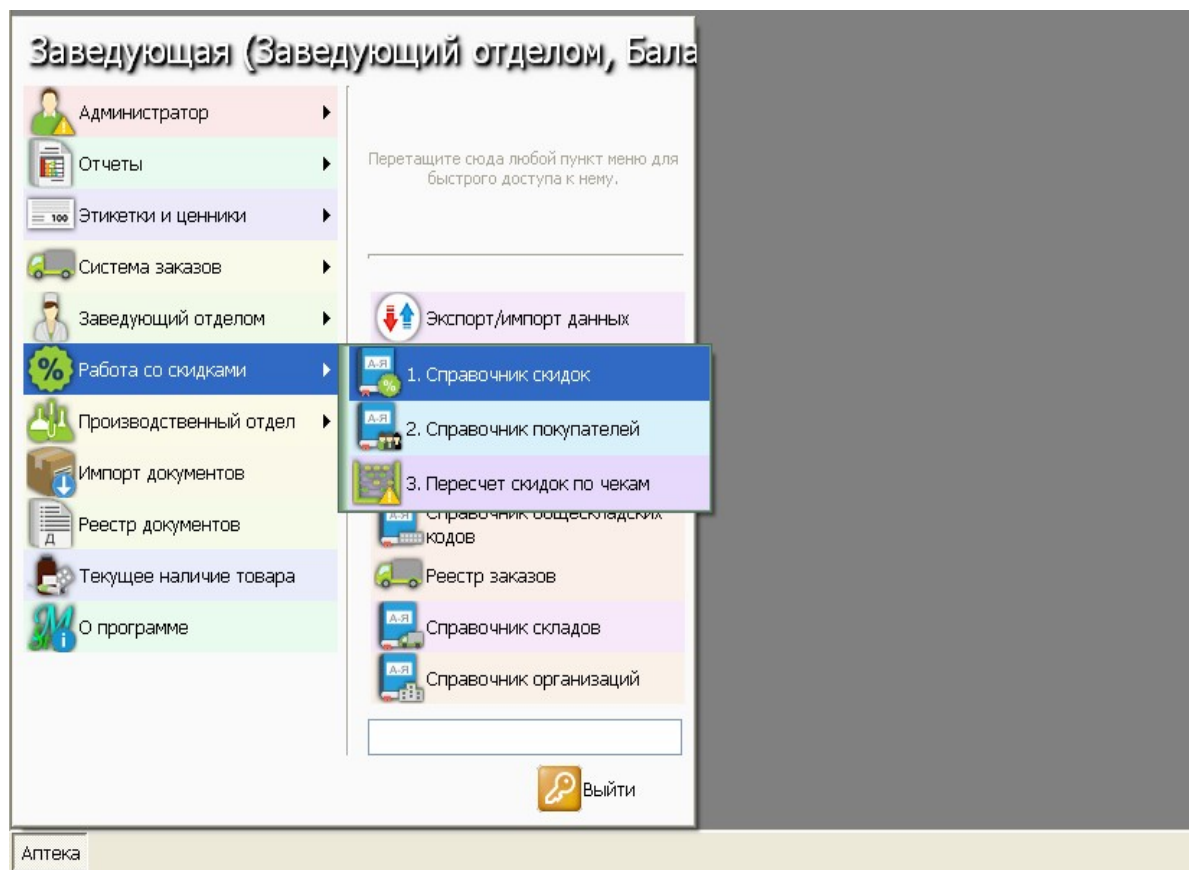 Заведующая (Заведующий отделом, Бала
Администратор
Отчеты
100
Этикетки и ценники
Система заказов
Заведующий отделом
Работа со скидками
Производственный отдел
Импорт документов
Реестр документов
Текущее наличие товара
О программе
Перетащите сюда любой пункт меню для
быстрого доступа к нему.
Экспорт/импорт данных
А-Я
1. Справочник скидок
А-Я
2. Справочник покупателей
3. Пересчет скидок по чекам
Справочник общескладских
кодов
Реестр заказов
А-Я
Справочник складов
А-Я
Справочник организаций
Выйти
Аптека